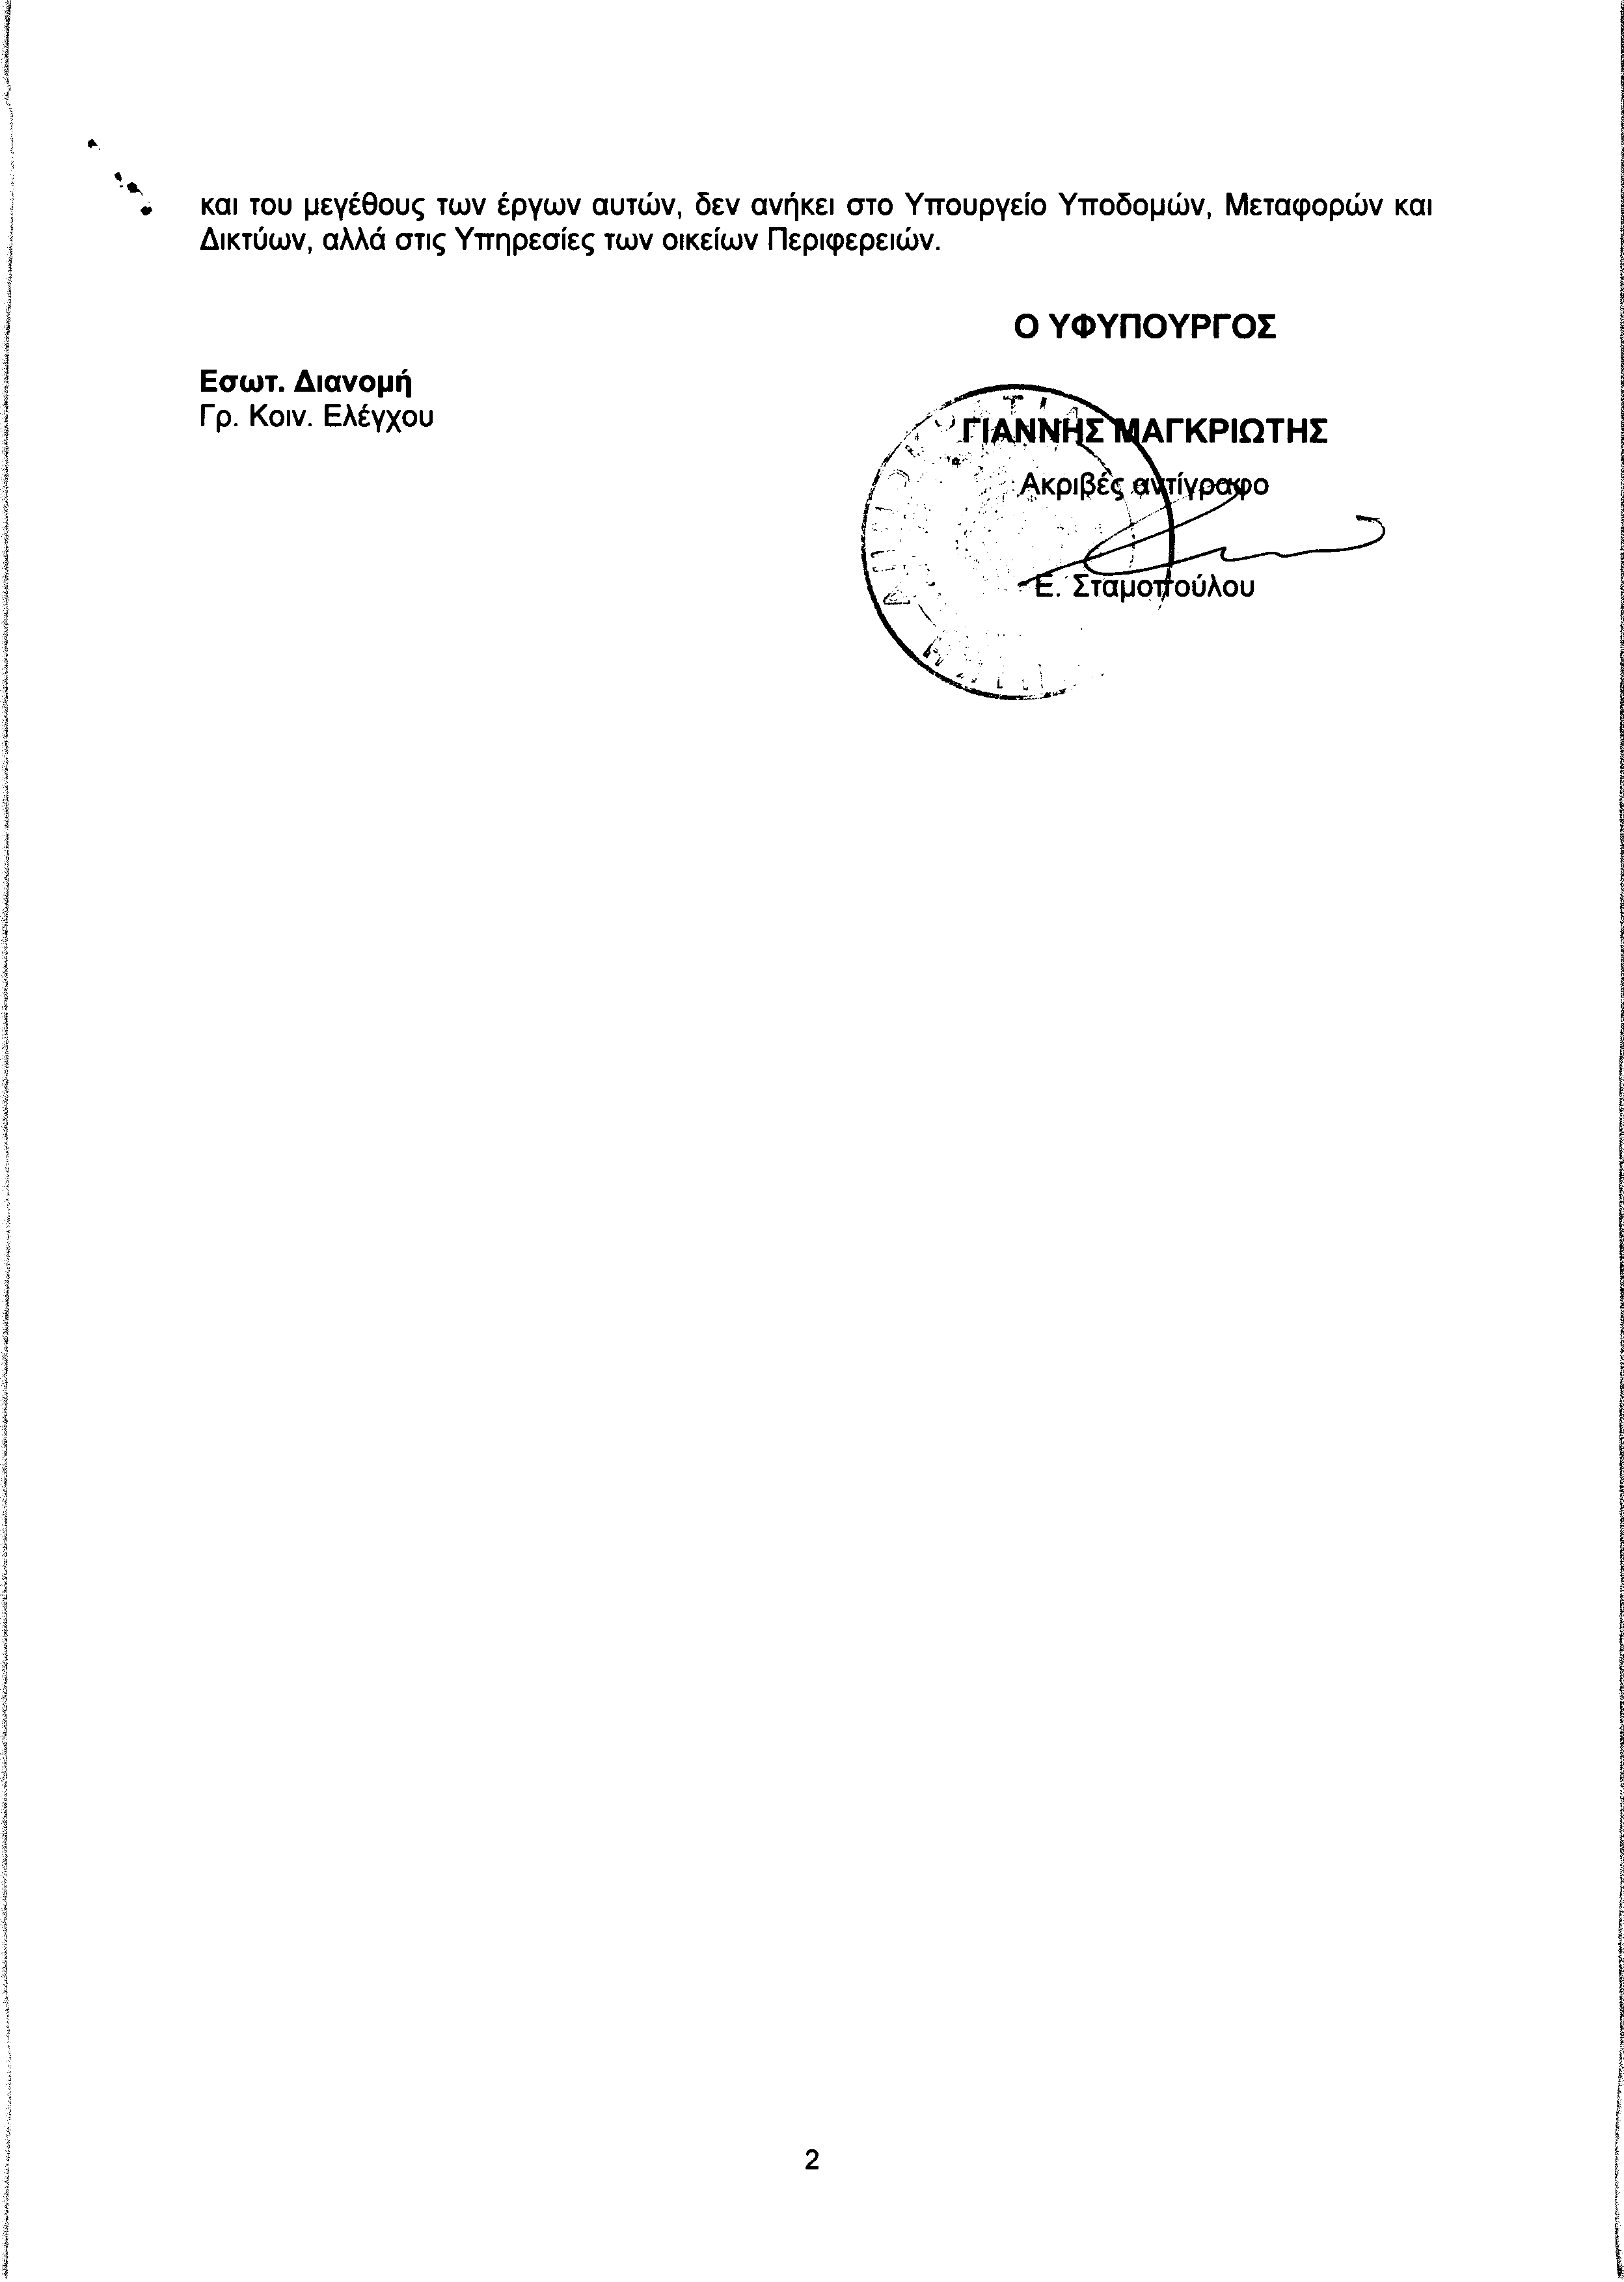 και του μεγέθους των έργων αυτών, δεν ανήκει στο Υπουργείο Υποδομών, Μεταφορών και
Δικτύων, αλλά στις Υπηρεσίες των οικείων Περιφερειών.
Ο ΥΦΥΠΟΥΡΓΟΣ
Εσωτ. Διανομή
Γρ. Κοιν. Ελέγχου
ΓΙΑΝΝΗΣ ΜΑΓΚΡΙΩΤΗΣ
Ακριβές αντίγραφο
Ε. Σταμοπούλου
2